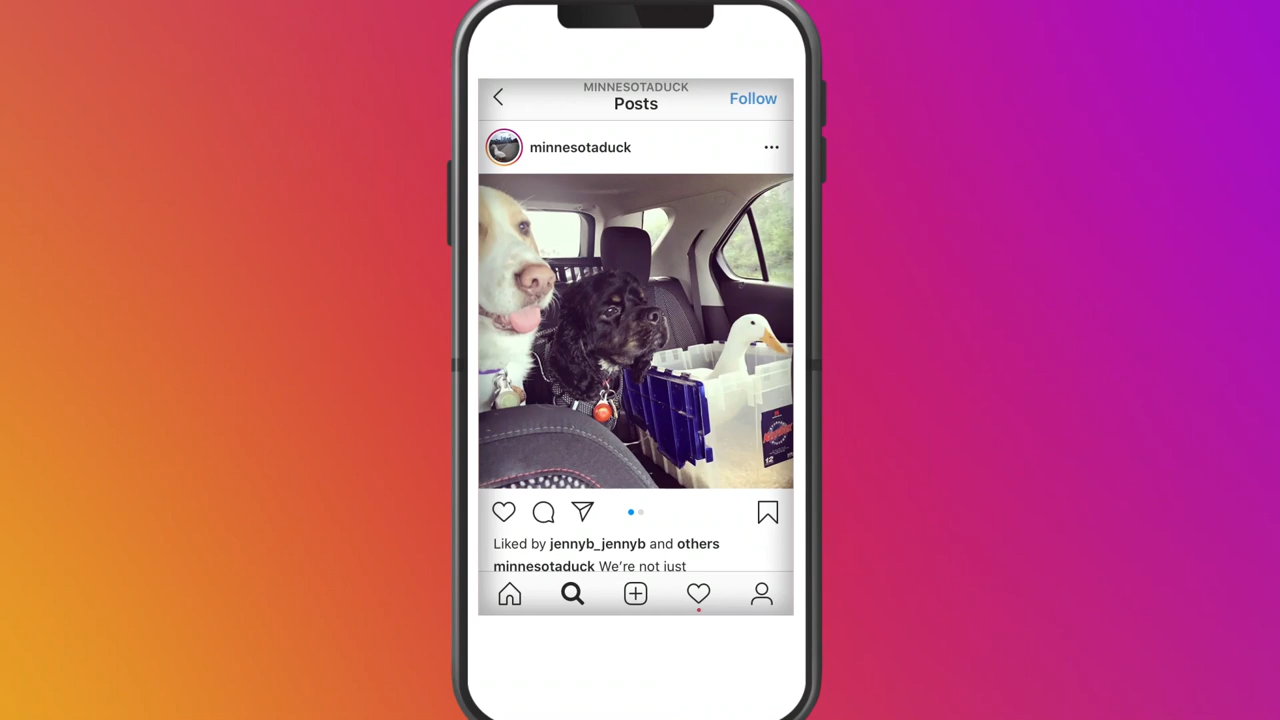 MINNESOTADUCK
Posts
Follow
minnesotaduck
Liked by jennyb_jennyb and others
minnesotaduck We’re not just